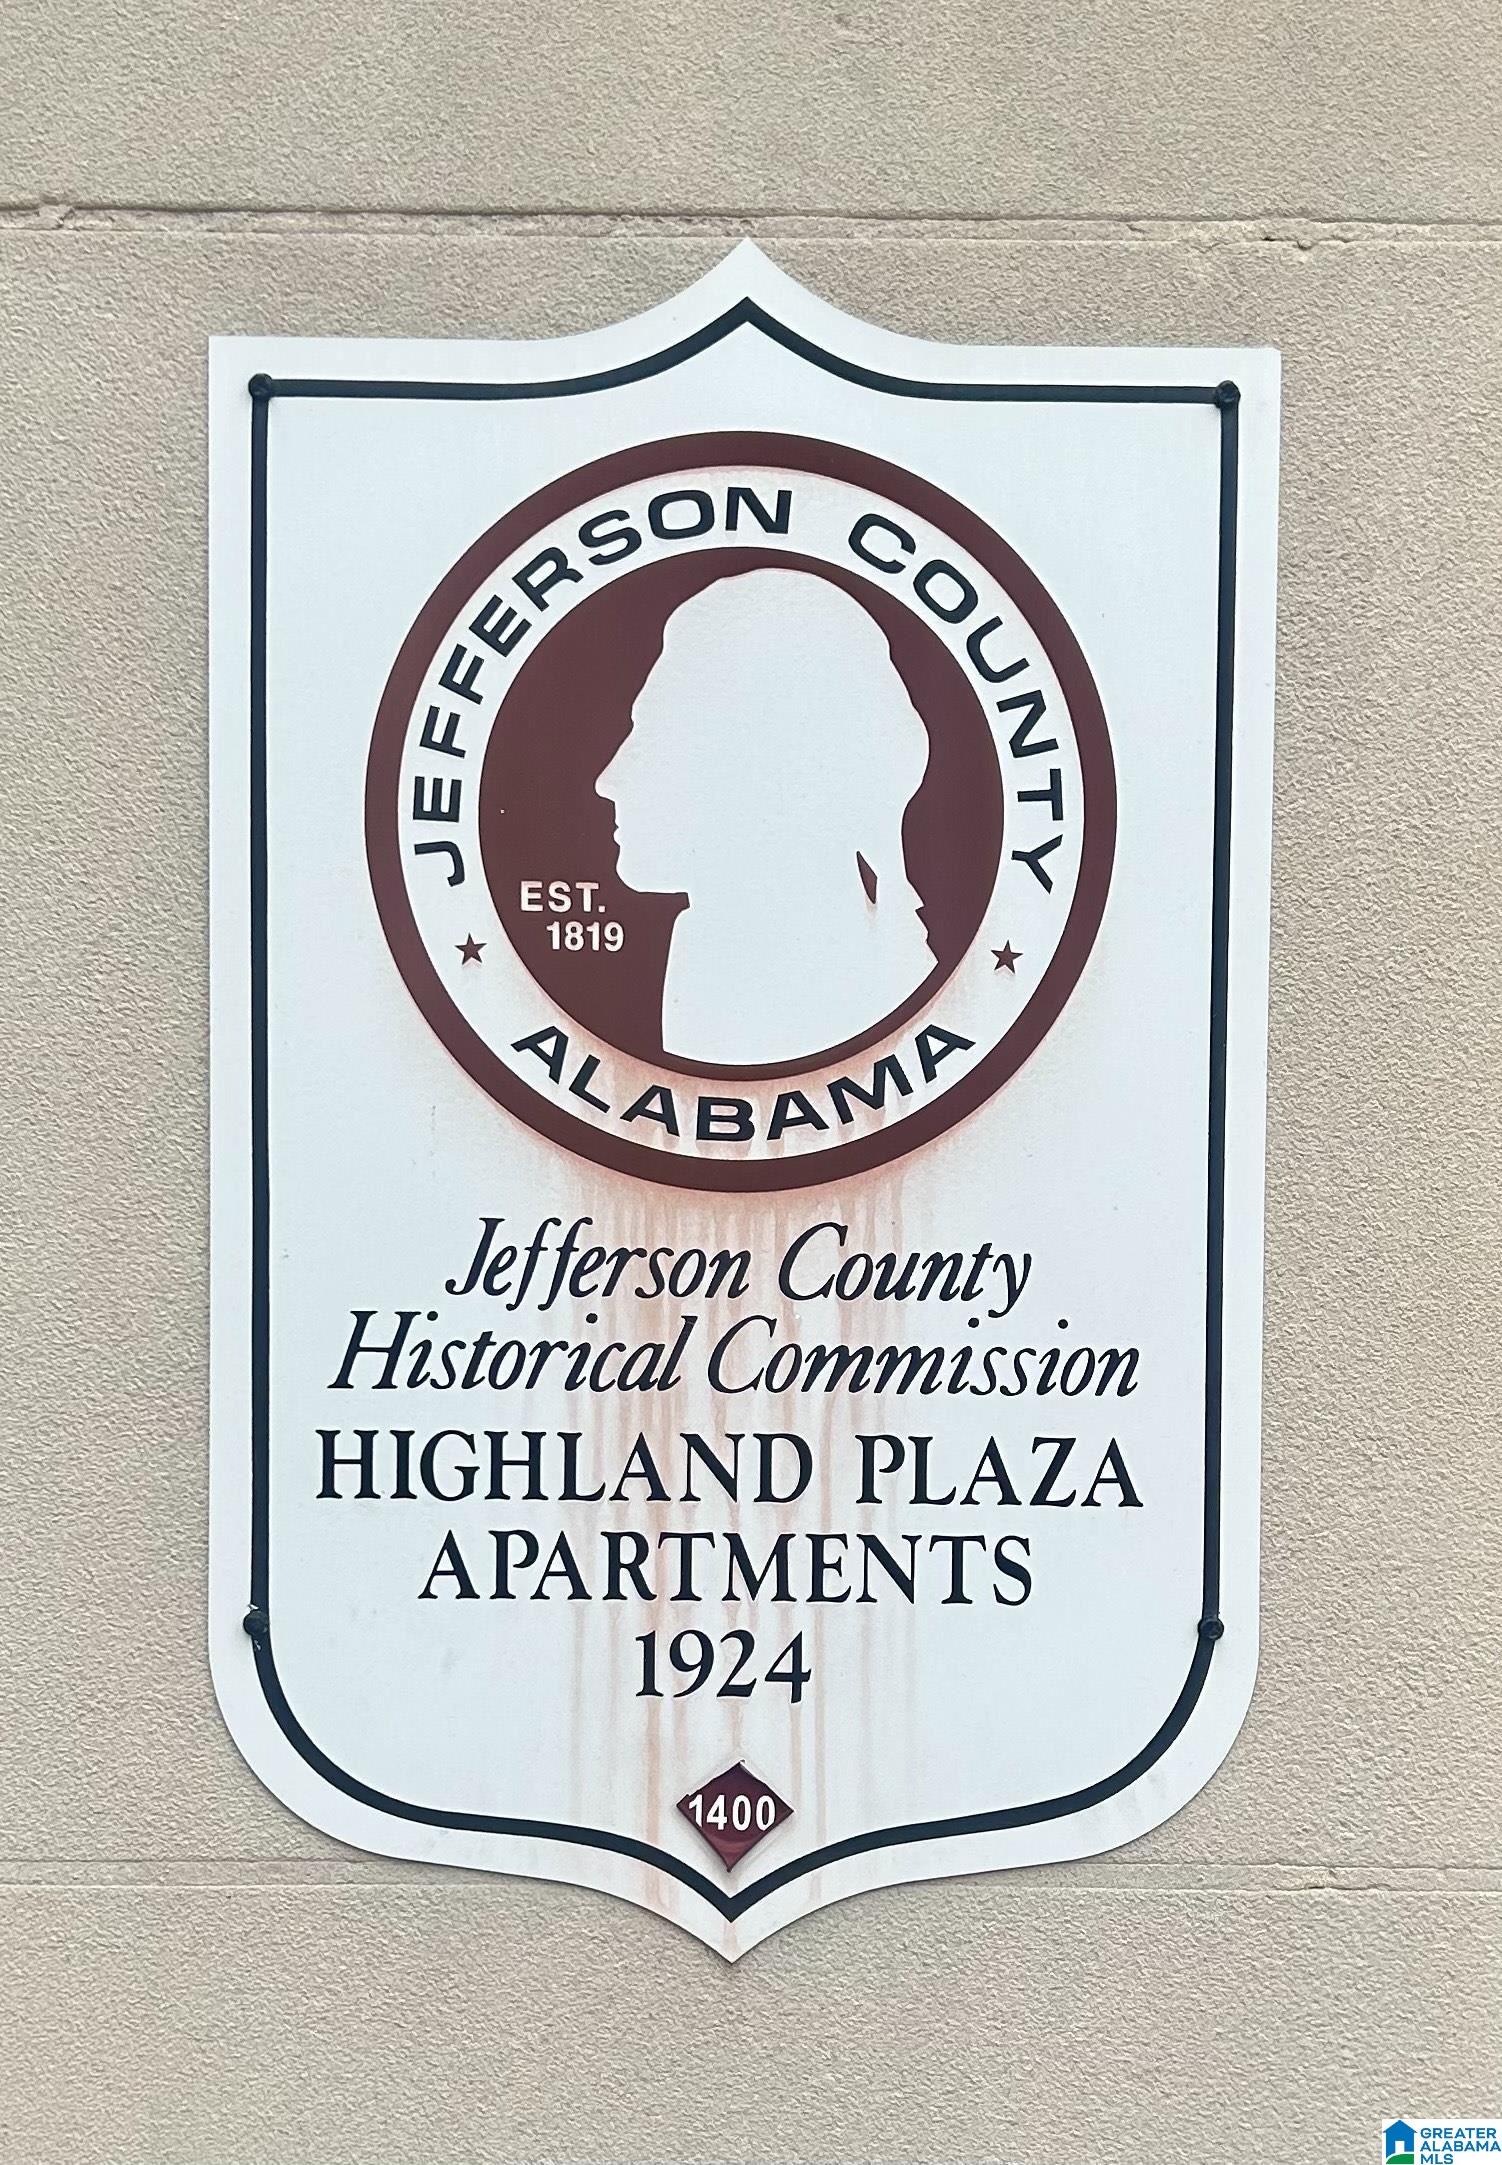 JEFFERSON COUNTY
EST.
1819
★ ALABAMA ★
Jefferson County
Historical Commission
HIGHLAND PLAZA
APARTMENTS
1924
1400
GREATER
ALABAMA
MLS